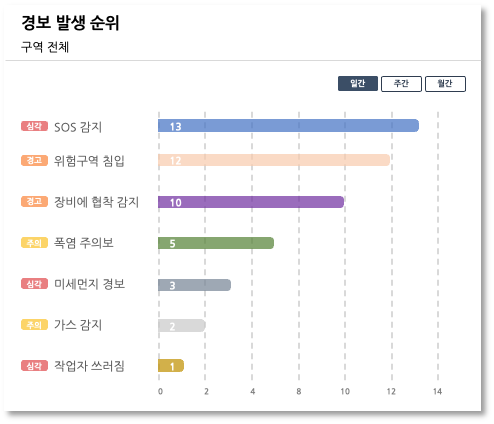 경보 발생 순위
구역 전체
일간 주간 월간
심각 SOS 감지 13
경고 위험구역 침입 12
경고 장비에 협착 감지 10
주의 폭염 주의보 5
심각 미세먼지 경보 3
주의 가스 감지 2
심각 작업자 쓰러짐 1
0 2 4 6 8 10 12 14